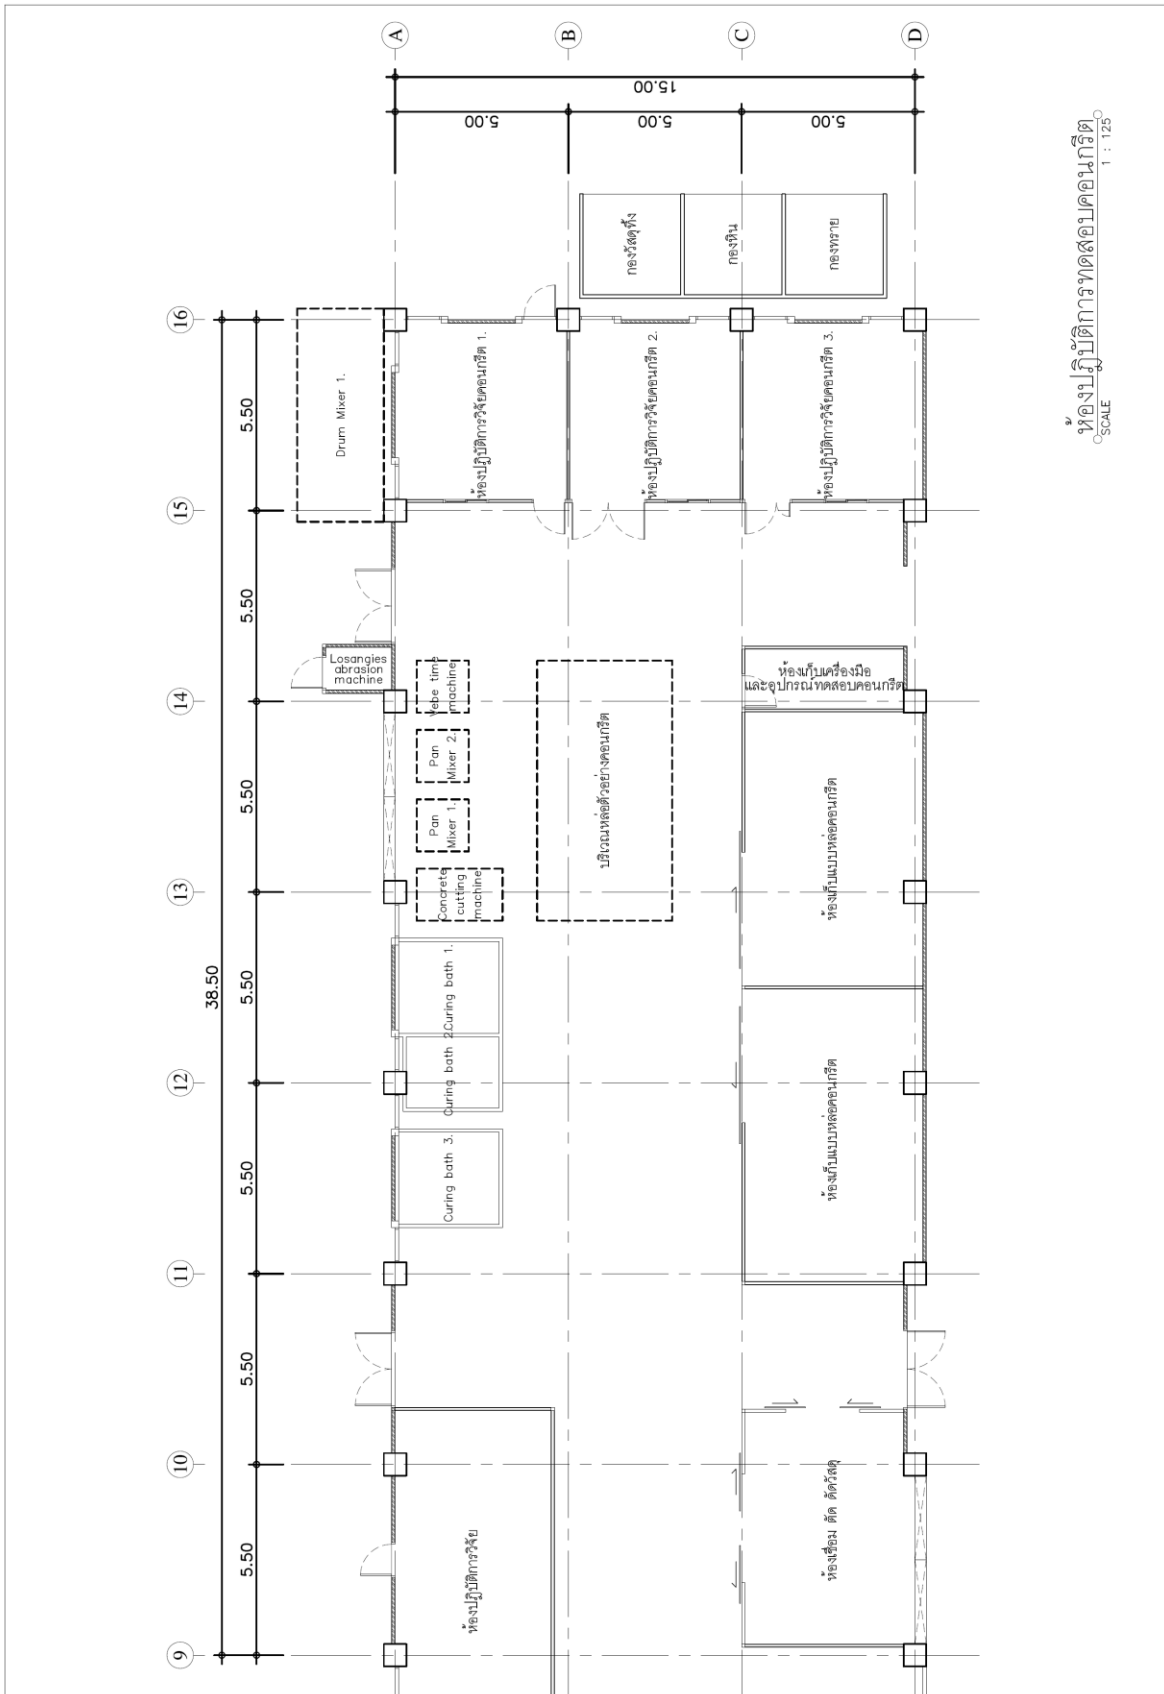 A
B
C
D
15.00
5.00
5.00
5.00
กองวัสดุทิ้ง
กองหิน
กองทราย
ห้องปฏิบัติการทดสอบคอนกรีต
SCALE 1 : 125
16
15
14
13
12
11
10
9
38.50
5.50
5.50
5.50
5.50
5.50
5.50
5.50
Drum Mixer 1.
ห้องปฏิบัติการวิจัยคอนกรีต 1.
ห้องปฏิบัติการวิจัยคอนกรีต 2.
ห้องปฏิบัติการวิจัยคอนกรีต 3.
Losangies
abrasion
machine
Vebe time
machine
Pan
Mixer 2.
Pan
Mixer 1.
Concrete
cutting
machine
บริเวณหล่อตัวอย่างคอนกรีต
ห้องเก็บเครื่องมือ
และอุปกรณ์ทดสอบคอนกรีต
ห้องเก็บแบบหล่อคอนกรีต
ห้องเก็บแบบหล่อคอนกรีต
Curing bath 1.
Curing bath 2.
Curing bath 3.
ห้องปฏิบัติการวิจัย
ห้องเชื่อม ตัด ดัดวัสดุ